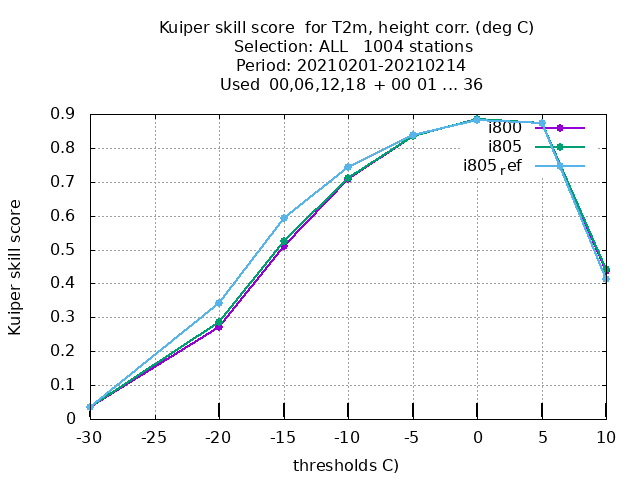 Kuiper skill score  for T2m, height corr. (deg C)
Selection: ALL   1004 stations
Period: 20210201-20210214
Used  00,06,12,18  + 00 01 ... 36
0.9
0.8
0.7
0.6
0.5
0.4
0.3
0.2
0.1
0
Kuiper skill score
i800
i805
i805ref
-30 -25 -20 -15 -10 -5 0 5 10
thresholds C)